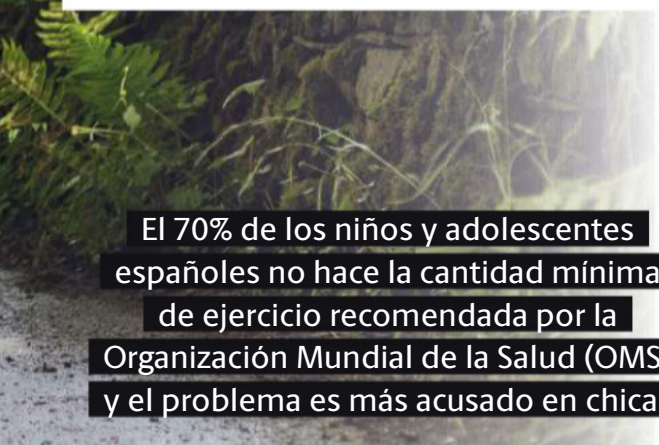 El 70% de los niños y adolescentes
españoles no hace la cantidad mínima
de ejercicio recomendada por la
Organización Mundial de la Salud (OMS
y el problema es más acusado en chica